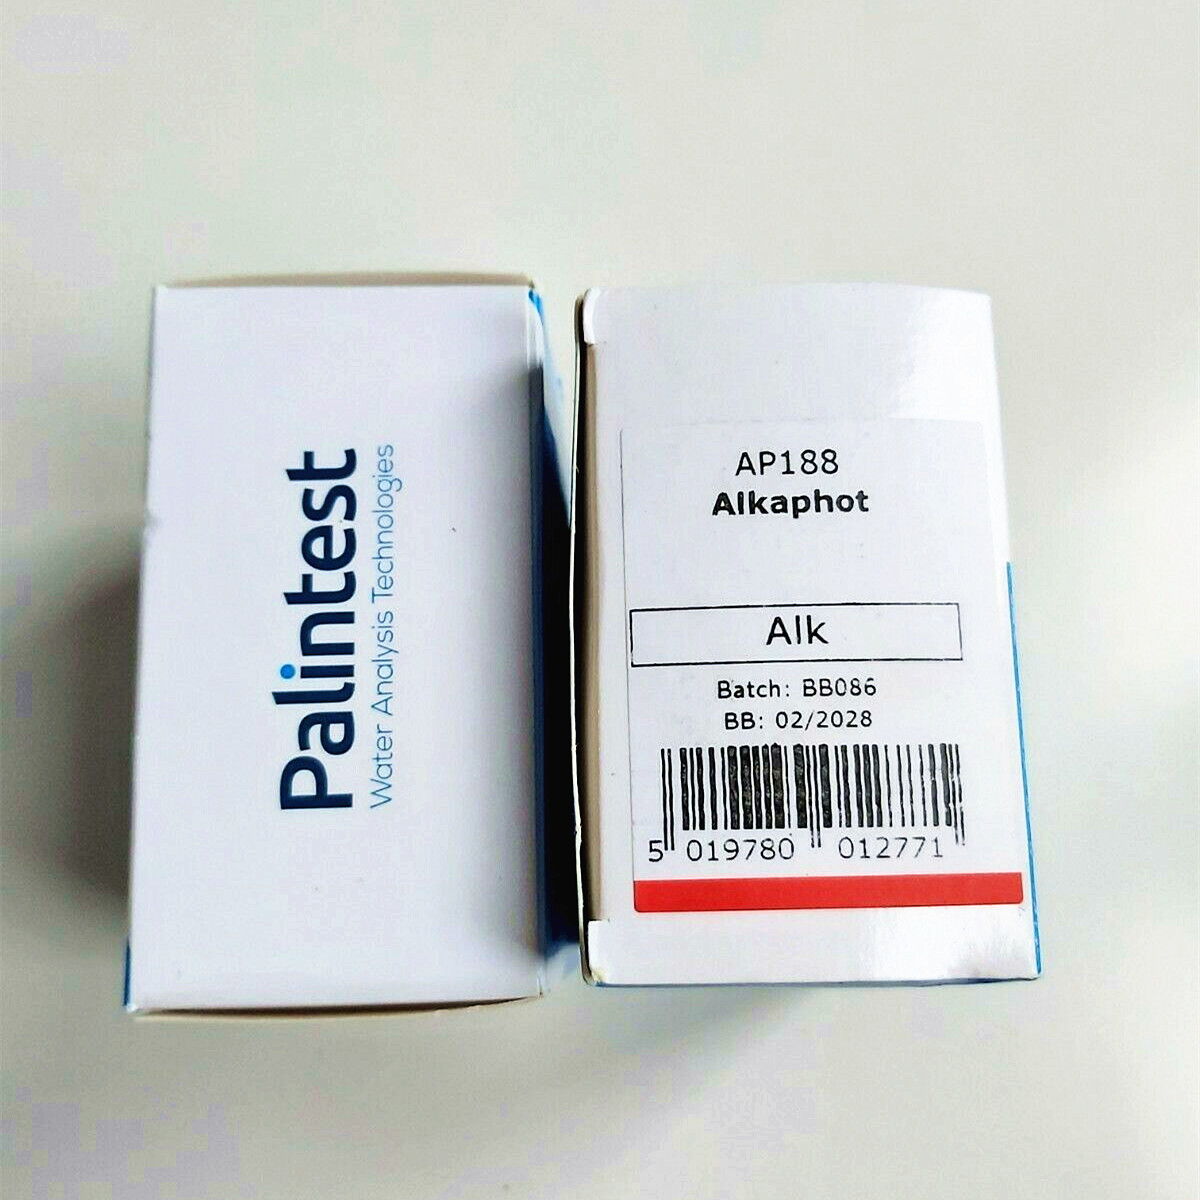 Palintest
Water Analysis Technologies
AP188
Alkaphot
Alk
Batch: BB086
BB: 02/2028
5 019780 012771